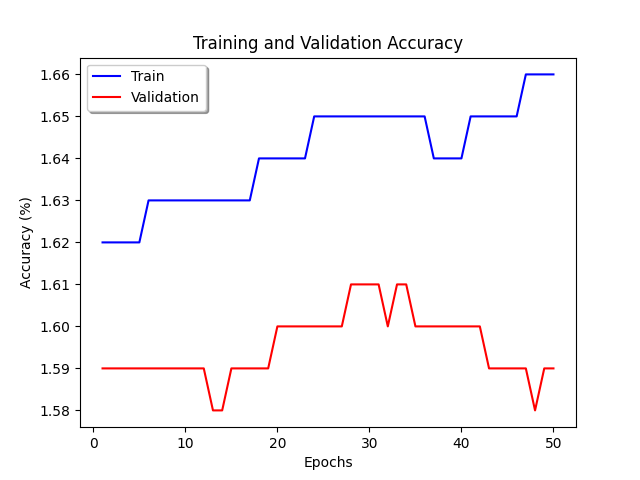 Training and Validation Accuracy
Train
Validation
Accuracy (%)
1.66
1.65
1.64
1.63
1.62
1.61
1.60
1.59
1.58
0 10 20 30 40 50
Epochs